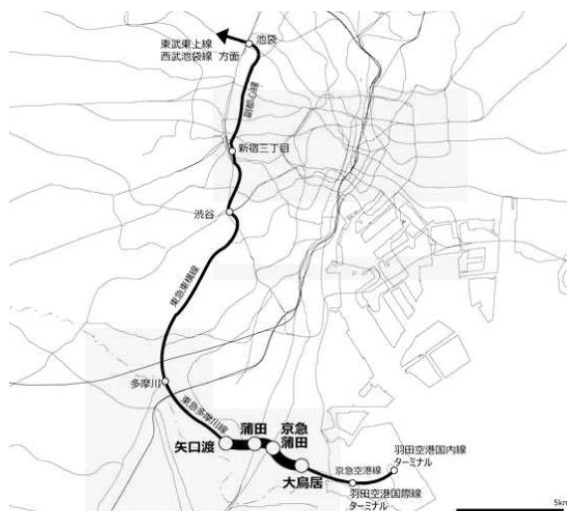 東武東上線
西武池袋線 方面
池袋
副都心線
新宿三丁目
渋谷
東急東横線
多摩川
東急多摩川線
矢口渡
蒲田
京急
蒲田
大鳥居
京急空港線
羽田空港国内線
ターミナル
羽田空港国際線
ターミナル
5km